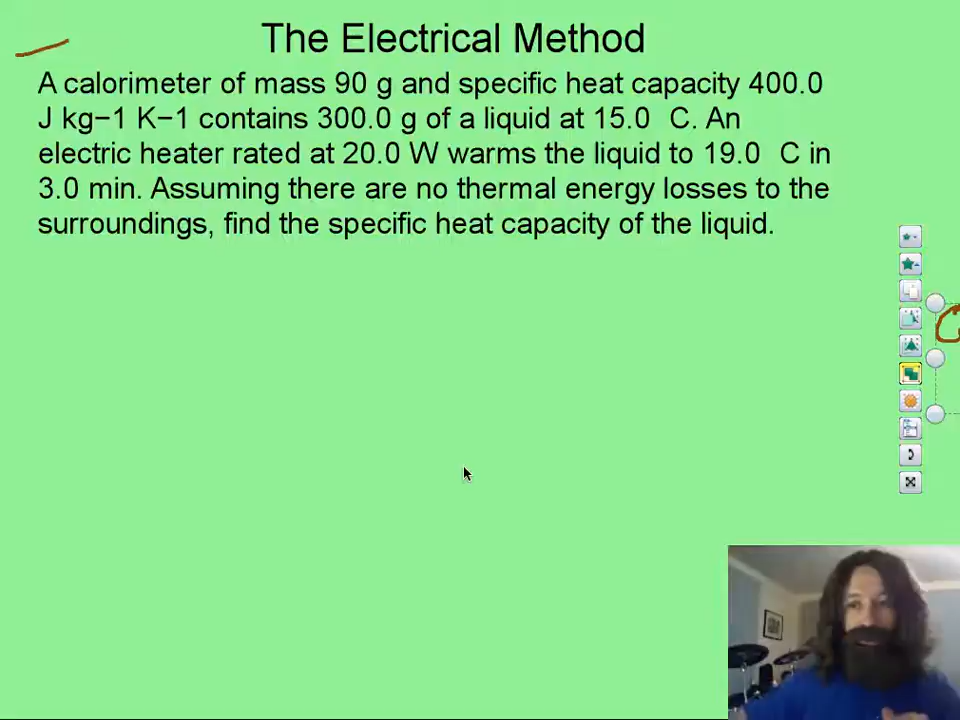 The Electrical Method
A calorimeter of mass 90 g and specific heat capacity 400.0
J kg−1 K−1 contains 300.0 g of a liquid at 15.0 C. An
electric heater rated at 20.0 W warms the liquid to 19.0 C in
3.0 min. Assuming there are no thermal energy losses to the
surroundings, find the specific heat capacity of the liquid.